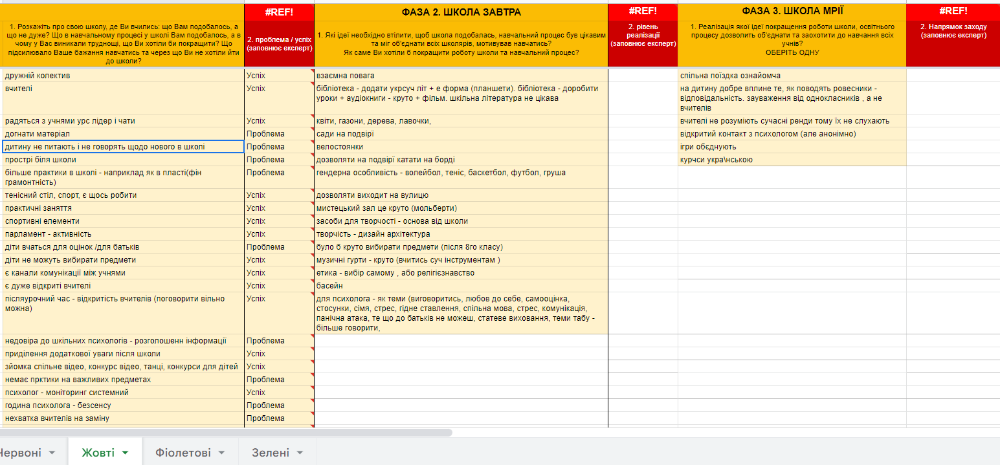 #REF!
ФАЗА 2. ШКОЛА ЗАВТРА
#REF!
ФАЗА 3. ШКОЛА МРІЇ
#REF!
1. Розкажіть про свою школу, де Ви вчились: що Вам подобалось, а
що не дуже? Що в навчальному процесі у школі Вам подобалось, а в
чому у Вас виникали труднощі, що Ви хотіли би покращити? Що
підсилювало Ваше бажання навчатись та через що Ви не хотіли йти
до школи?
2. проблема / успіх
(заповнює експерт)
1. Які ідеї необхідно втілити, щоб школа подобалась, навчальний процес був цікавим
та міг об'єднати всіх школярів, мотивував навчатись?
Як саме Ви хотіли б покращити роботу школи та навчальний процес?
2. рівень
реалізації
(заповнює експерт)
1. Реалізація якої ідеї покращення роботи школи, освітнього
процесу дозволить об'єднати та заохотити до навчання всіх
учнів?
ОБЕРІТЬ ОДНУ
2. Напрямок заходу
(заповнює експерт)
дружній колектив
Успіх
взаємна повага
спільна поїздка ознайомча
вчителі
Успіх
бібліотека - додати укрсуч літ + е форма (планшети). бібліотека - доробити
уроки + аудіокниги - круто + фільм. шкільна література не цікава
на дитину добре вплине те, як поводять ровесники -
відповідальність. зауваження від однокласників , а не
вчителів
радяться з учнями урс лідер і чати
Успіх
квіти, газони, дерева, лавочки,
вчителі не розуміють сучасні ренди тому їх не слухають
догнати матеріал
Проблема
сади на подвірї
відкритий контакт з психологом (але анонімно)
дитину не питають і не говорять щодо нового в школі
Проблема
велостоянки
ігри обєднують
прострі біля школи
Проблема
дозволяти на подвірї катати на борді
курчси укра\нською
більше практики в школі - наприклад як в пласті(фін
грамонтність)
Проблема
гендерна особливість - волейбол, теніс, баскетбол, футбол, груша
тенісний стіл, спорт, є щось робити
Успіх
дозволяти виходит на вулицю
практичні заняття
Успіх
мистецький зал це круто (мольберти)
спортивні елементи
Успіх
засоби для творчості - основа від школи
парламент - активність
Успіх
творчість - дизайн архітектура
діти вчаться для оцінок /для батьків
Проблема
було б круто вибирати предмети (після 8го класу)
діти не можуть вибирати предмети
Успіх
музичні гурти - круто (вчитись суч інструментам )
є канали комунікації між учнями
Успіх
етика - вибір самому , або релігієзнавство
є дуже відкриті вчителі
Успіх
басейн
післяурочний час - відкритість вчителів (поговорити вільно
можна)
Успіх
для психолога - як теми (виговоритись, любов до себе, самооцінка,
стосунки, сімя, стрес, гідне ставлення, спільна мова, стрес, комунікація,
панічна атака, те що до батьків не можеш, статеве виховання, теми табу -
більше говорити,
недовіра до шкільних психологів - розголошенн інформації
Проблема
приділення додаткової уваги після школи
Успіх
зйомка спільне відео, конкурс відео, танці, конкурси для дітей
Успіх
немає прктики на важливих предметах
Проблема
психолог - моніторинг системний
Успіх
година психолога - безсенсу
Проблема
нехватка вчителів на заміну
Проблема
Червоні
Жовті
Фіолетові
Зелені